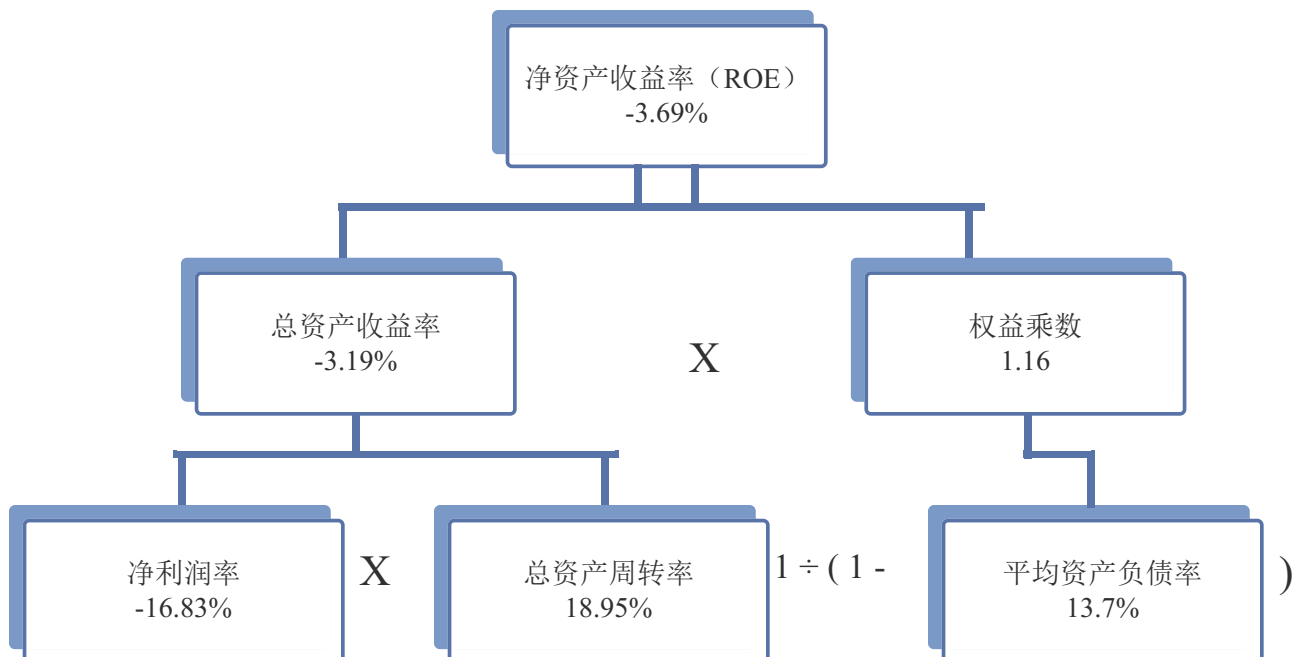 净资产收益率（ROE）
-3.69%
总资产收益率
-3.19%
X
权益乘数
1.16
净利润率
-16.83%
X
总资产周转率
18.95%
1 ÷ ( 1 -
平均资产负债率
13.7%
)